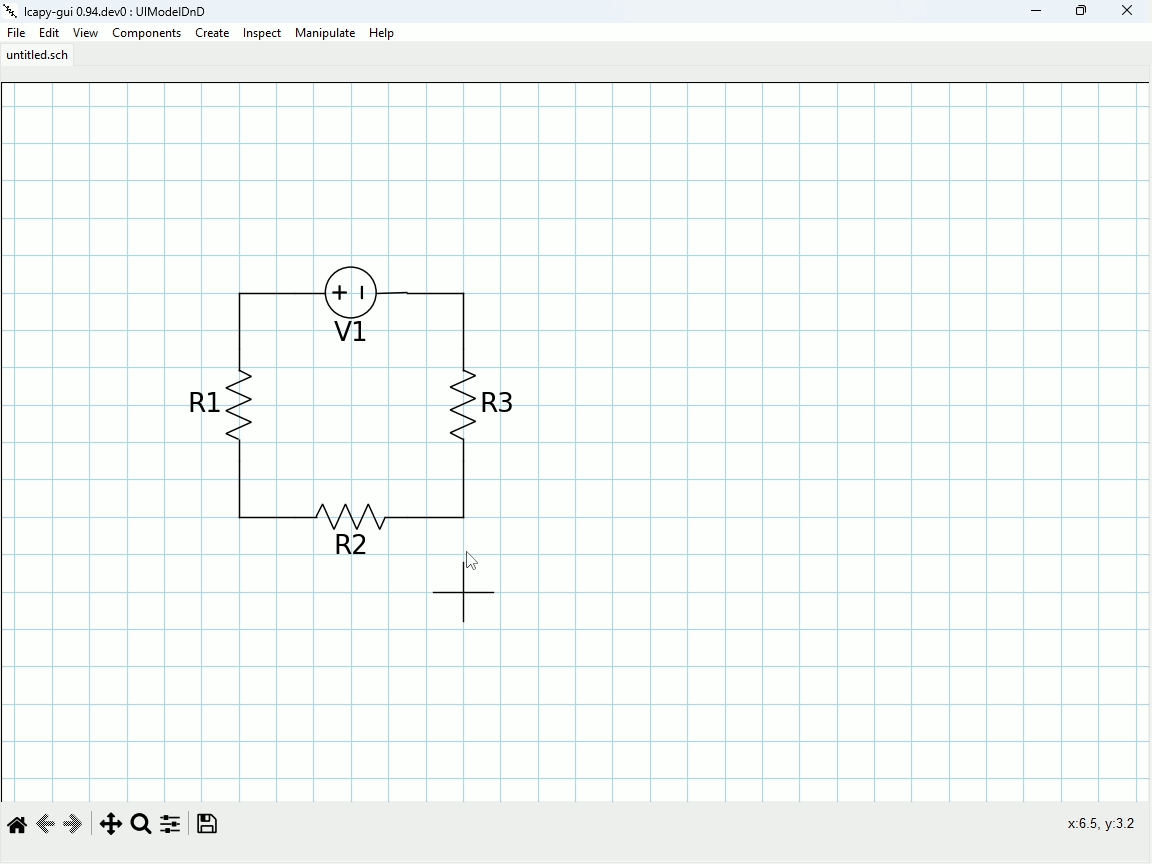 lcapy-gui 0.94.dev0 : UIModelDnD
File Edit View Components Create Inspect Manipulate Help
untitled.sch
V1
R1
R3
R2
x:6.5, y:3.2